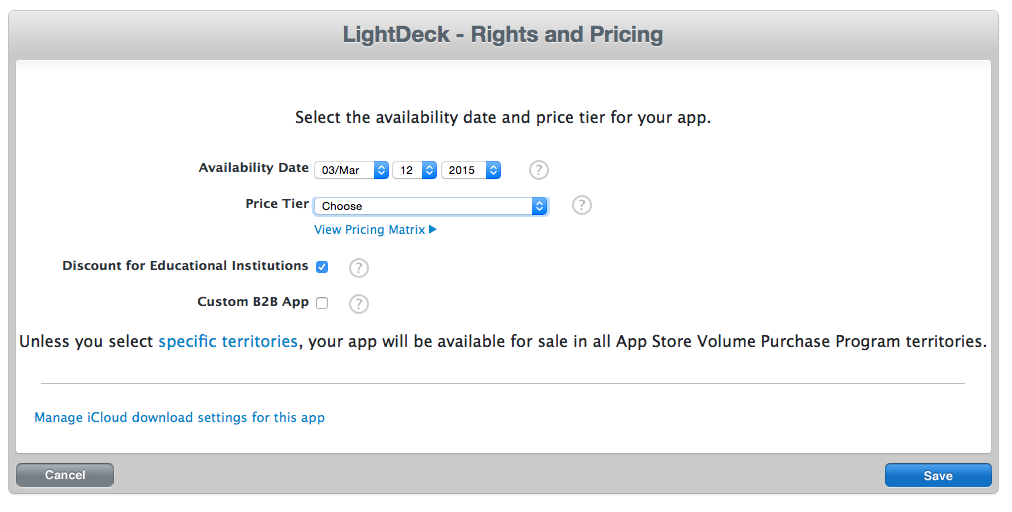 LightDeck - Rights and Pricing
Select the availability date and price tier for your app.
Availability Date 03/Mar 12 2015 ?
Price Tier Choose ?
View Pricing Matrix ▶
Discount for Educational Institutions ?
Custom B2B App ?
Unless you select specific territories, your app will be available for sale in all App Store Volume Purchase Program territories.
Manage iCloud download settings for this app
Cancel Save